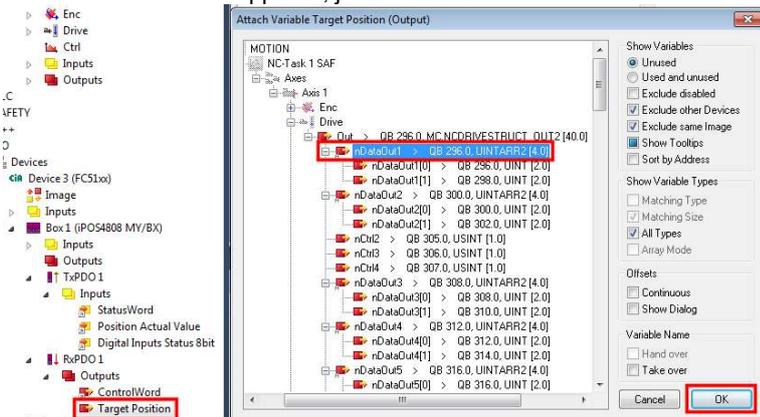 Enc
Drive
Ctrl
Inputs
Outputs
LC
AFETY
++
O
Devices
CiA Device 3 (FC51xx)
Image
Inputs
Box 1 (iPOS4808 MY/BX)
Inputs
Outputs
TxPDO 1
Inputs
StatusWord
Position Actual Value
Digital Inputs Status 8bit
RxPDO 1
Outputs
ControlWord
Target Position
Attach Variable Target Position (Output)
MOTION
NC-Task 1 SAF
Axes
Axis 1
Enc
Drive
Out > QB 296.0, MC.NCDRIVESTRUCT_OUT2 [40.0]
nDataOut1 > QB 296.0, UINTARR2 [4.0]
nDataOut1[0] > QB 296.0, UINT [2.0]
nDataOut1[1] > QB 298.0, UINT [2.0]
nDataOut2 > QB 300.0, UINTARR2 [4.0]
nDataOut2[0] > QB 300.0, UINT [2.0]
nDataOut2[1] > QB 302.0, UINT [2.0]
nCtrl2 > QB 305.0, USINT [1.0]
nCtrl3 > QB 306.0, USINT [1.0]
nCtrl4 > QB 307.0, USINT [1.0]
nDataOut3 > QB 308.0, UINTARR2 [4.0]
nDataOut3[0] > QB 308.0, UINT [2.0]
nDataOut3[1] > QB 310.0, UINT [2.0]
nDataOut4 > QB 312.0, UINTARR2 [4.0]
nDataOut4[0] > QB 312.0, UINT [2.0]
nDataOut4[1] > QB 314.0, UINT [2.0]
nDataOut5 > QB 316.0, UINTARR2 [4.0]
nDataOut5[0] > QB 316.0, UINT [2.0]
Show Variables
Unused
Used and unused
Exclude disabled
Exclude other Devices
Exclude same Image
Show Tooltips
Sort by Address
Show Variable Types
Matching Type
Matching Size
All Types
Array Mode
Offsets
Continuous
Show Dialog
Variable Name
Hand over
Take over
Cancel
OK